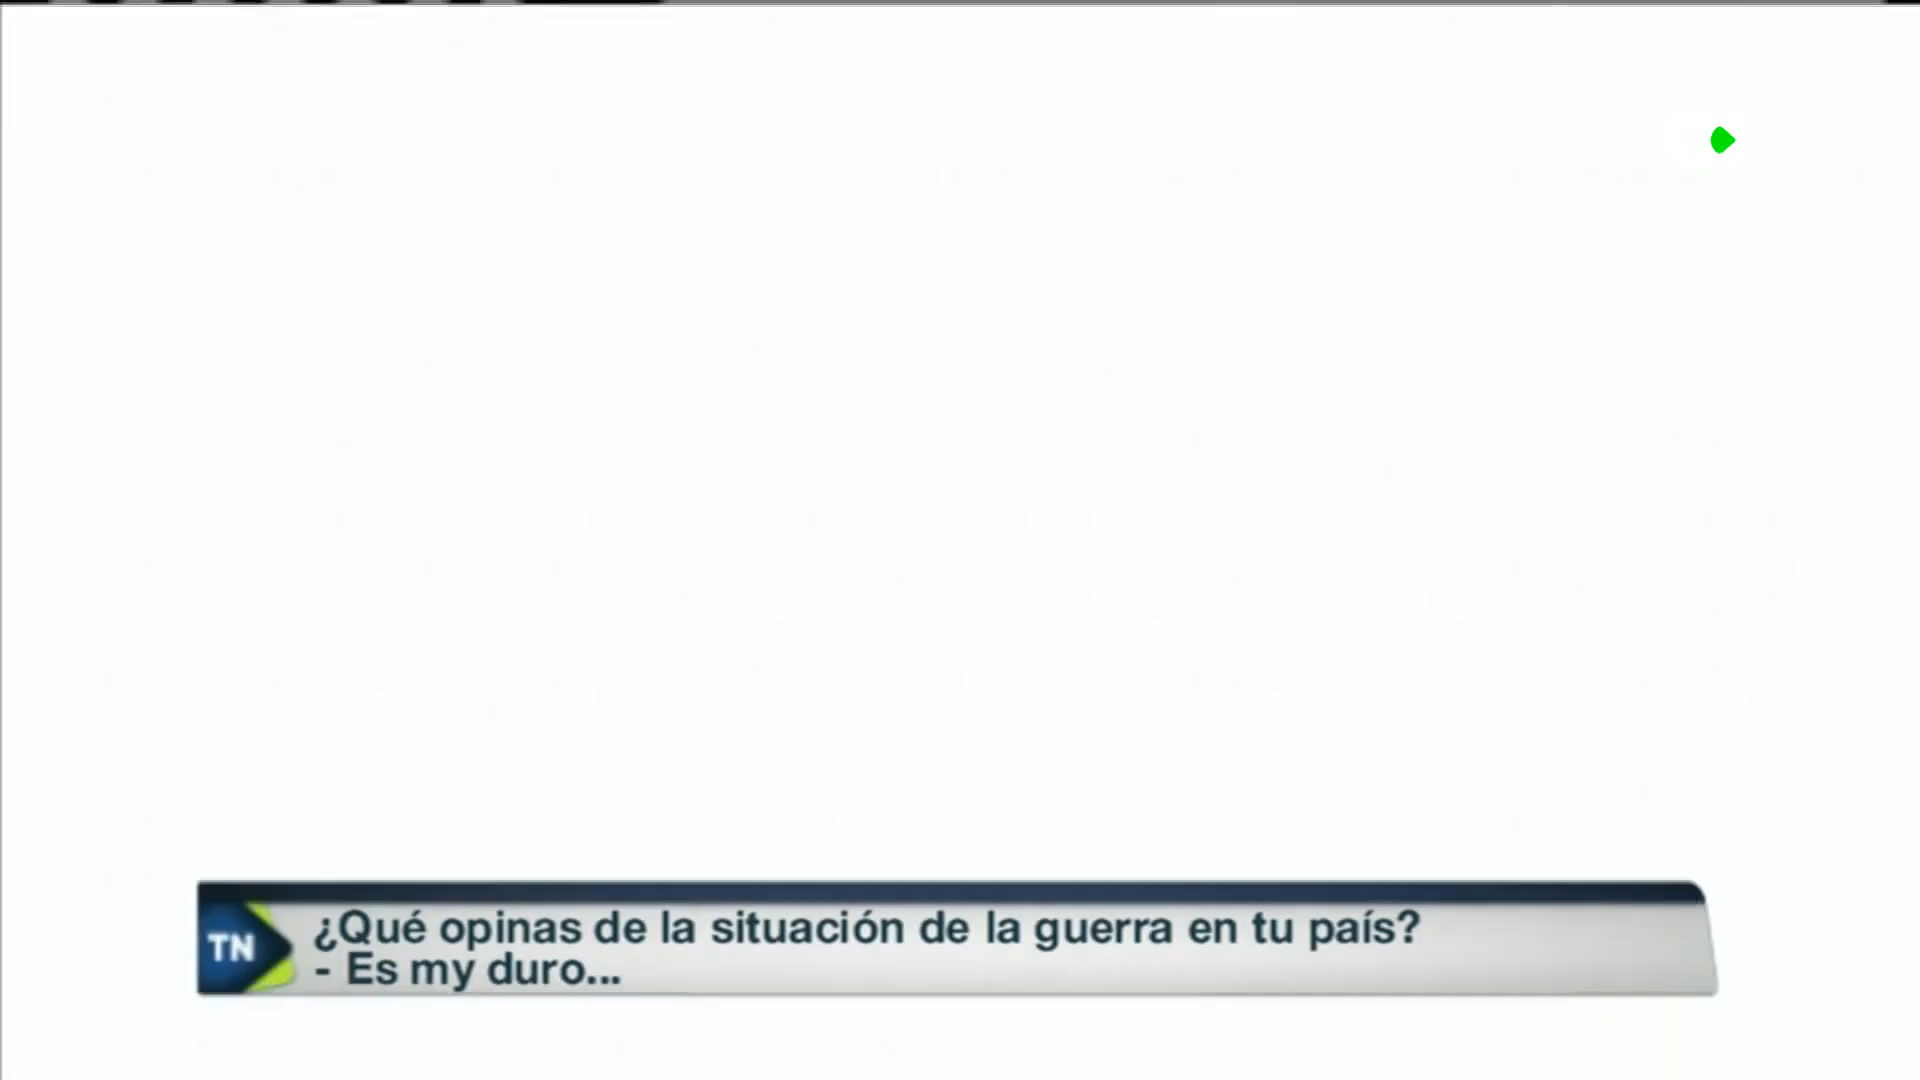 TN
¿Qué opinas de la situación de la guerra en tu país?
- Es my duro...